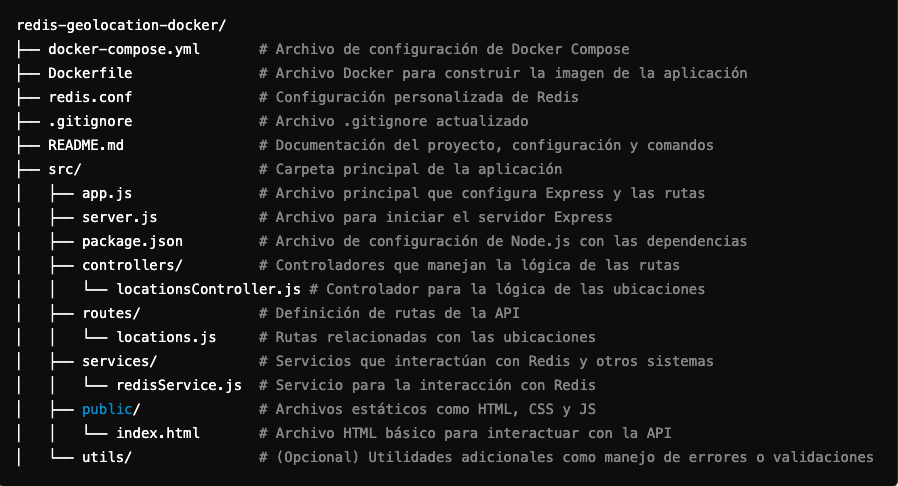 redis-geolocation-docker/
├── docker-compose.yml       # Archivo de configuración de Docker Compose
├── Dockerfile               # Archivo Docker para construir la imagen de la aplicación
├── redis.conf               # Configuración personalizada de Redis
├── .gitignore               # Archivo .gitignore actualizado
├── README.md                # Documentación del proyecto, configuración y comandos
├── src/                     # Carpeta principal de la aplicación
│   ├── app.js               # Archivo principal que configura Express y las rutas
│   ├── server.js            # Archivo para iniciar el servidor Express
│   ├── package.json         # Archivo de configuración de Node.js con las dependencias
│   ├── controllers/         # Controladores que manejan la lógica de las rutas
│   │   └── locationsController.js # Controlador para la lógica de las ubicaciones
│   ├── routes/              # Definición de rutas de la API
│   │   └── locations.js     # Rutas relacionadas con las ubicaciones
│   ├── services/            # Servicios que interactúan con Redis y otros sistemas
│   │   └── redisService.js  # Servicio para la interacción con Redis
│   ├── public/              # Archivos estáticos como HTML, CSS y JS
│   │   └── index.html       # Archivo HTML básico para interactuar con la API
│   └── utils/               # (Opcional) Utilidades adicionales como manejo de errores o validaciones